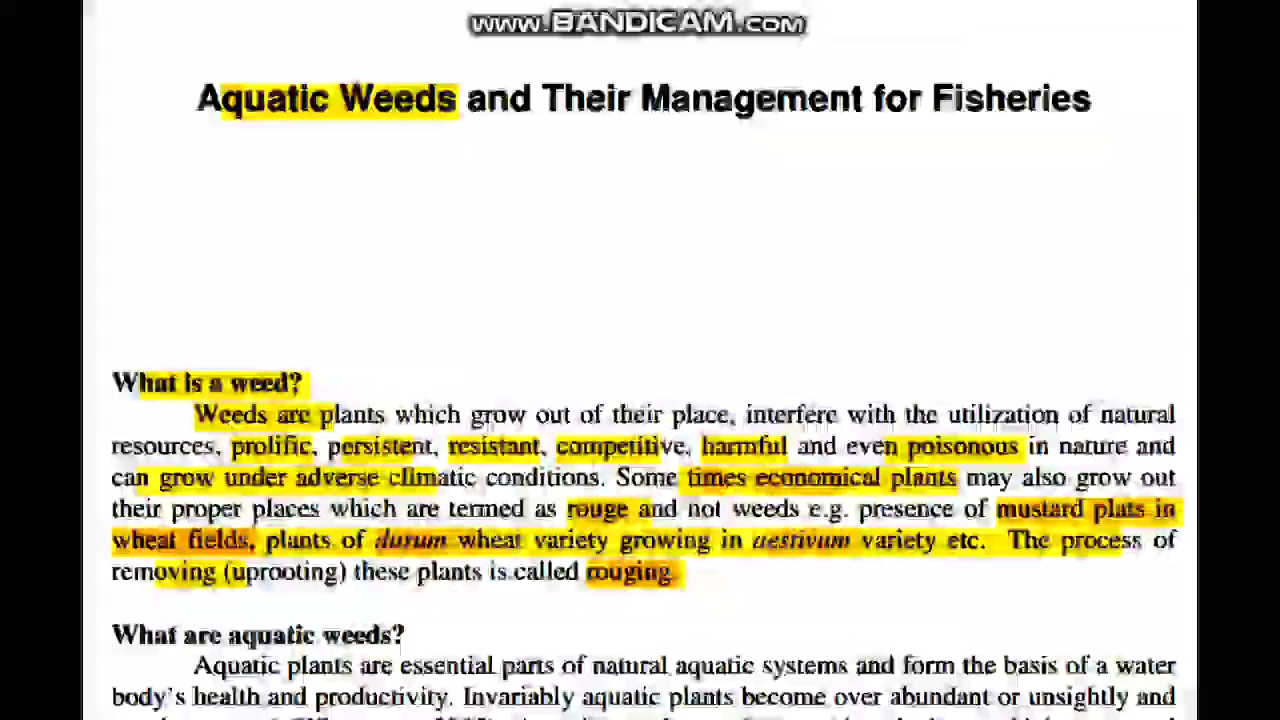 www.BANDICAM.com
Aquatic Weeds and Their Management for Fisheries
What is a weed?
Weeds are plants which grow out of their place, interfere with the utilization of natural
resources, prolific, persistent, resistant, competitive, harmful and even poisonous in nature and
can grow under adverse climatic conditions. Some times economical plants may also grow out
their proper places which are termed as rouge and not weeds e.g. presence of mustard plats in
wheat fields, plants of durum wheat variety growing in aestivum variety etc. The process of
removing (uprooting) these plants is called rouging.
What are aquatic weeds?
Aquatic plants are essential parts of natural aquatic systems and form the basis of a water
body's health and productivity. Invariably aquatic plants become over abundant or unsightly and